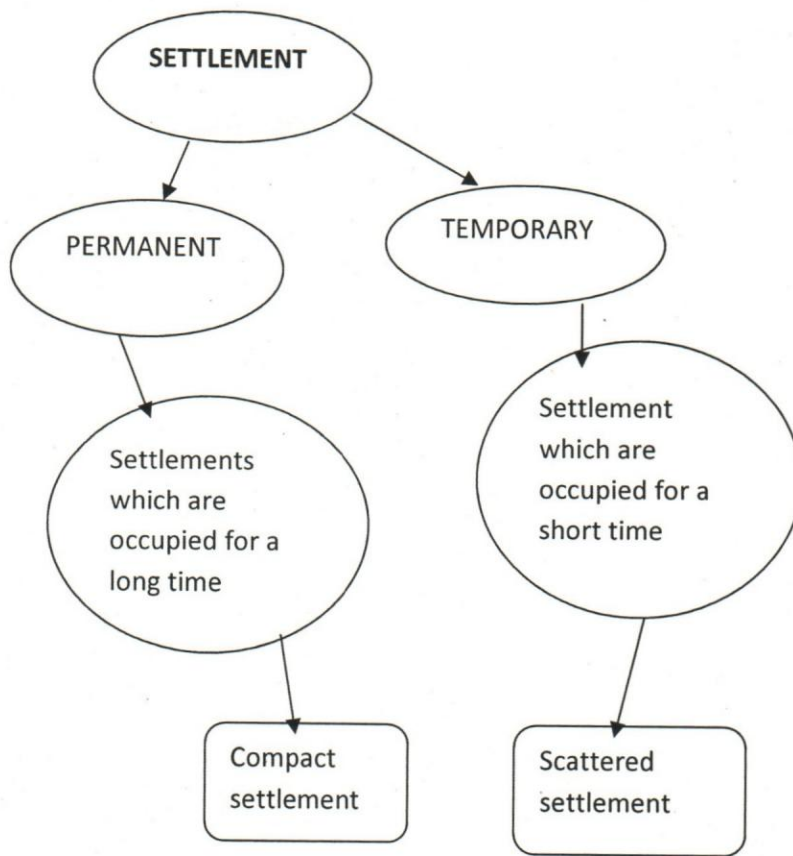 SETTLEMENT
PERMANENT
TEMPORARY
Settlements
which are
occupied for a
long time
Settlement
which are
occupied for a
short time
Compact
settlement
Scattered
settlement